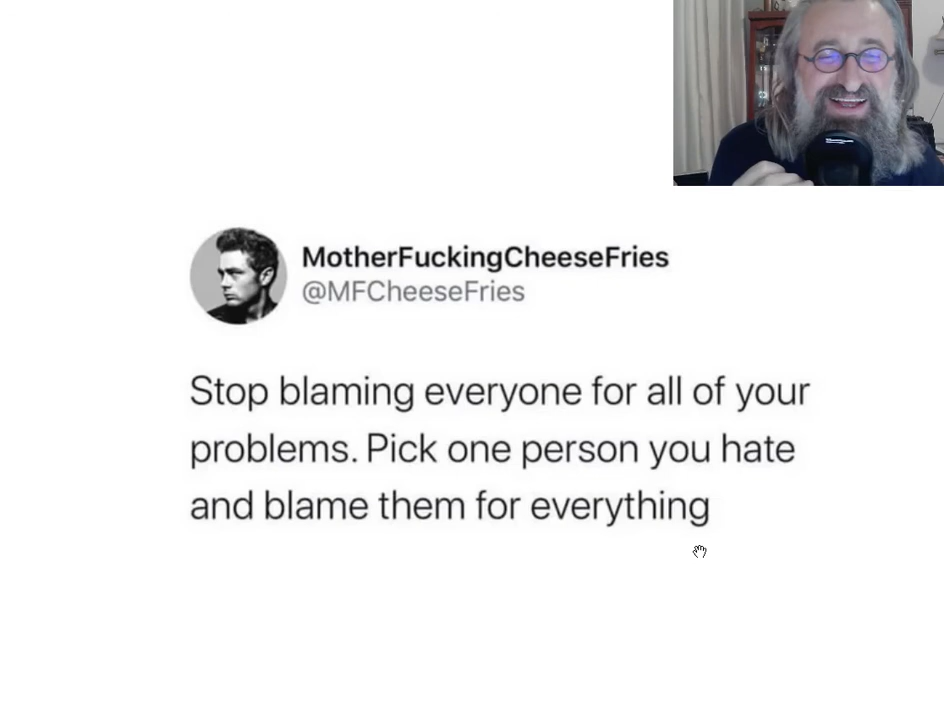 MotherFuckingCheeseFries
@MFCheeseFries
Stop blaming everyone for all of your
problems. Pick one person you hate
and blame them for everything